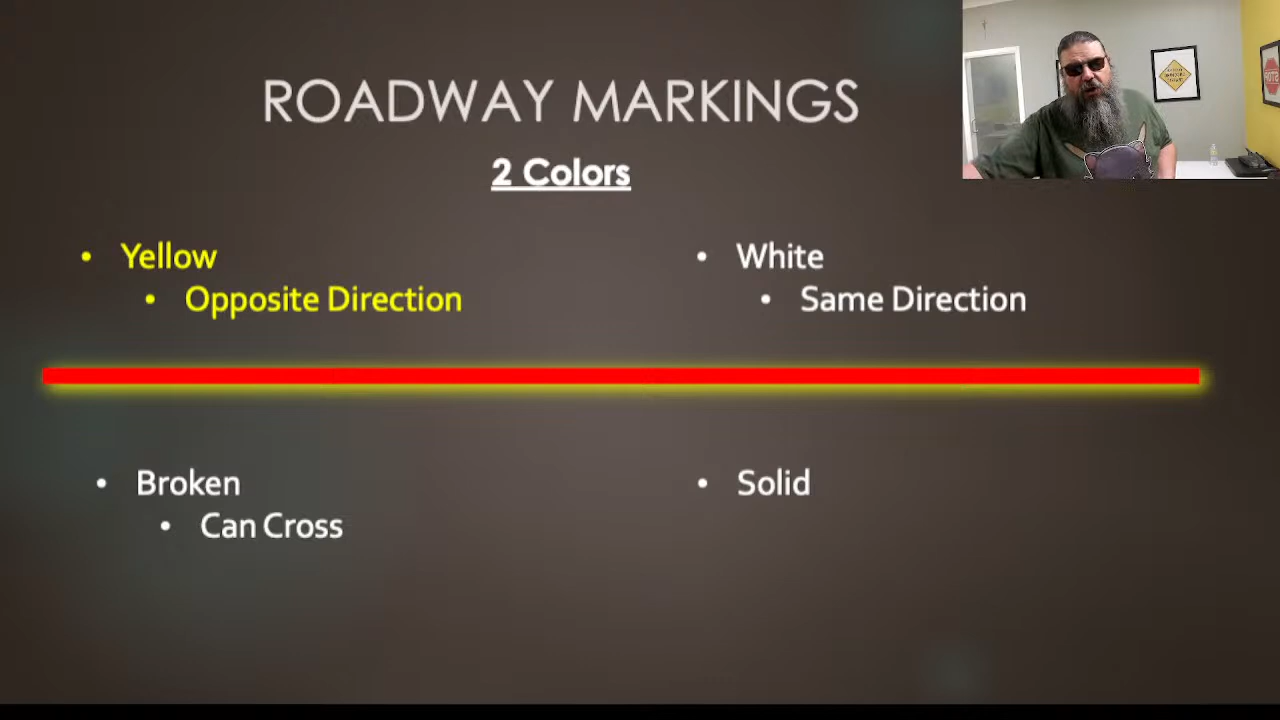 ROADWAY MARKINGS
2 Colors
• Yellow
• Opposite Direction
• White
• Same Direction
• Broken
• Can Cross
• Solid